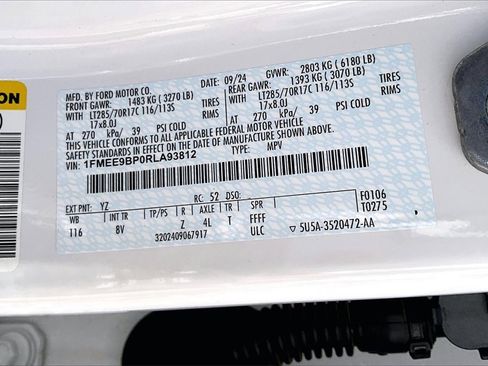 MFD. BY FORD MOTOR CO. 09/24 GVWR: 2803 KG ( 6180 LB)
FRONT GAWR: 1483 KG ( 3270 LB) REAR GAWR: 1393 KG ( 3070 LB)
LT285/70R17C 116/113S TIRES LT285/70R17C 116/113S TIRES
17x8.0J RIMS 17x8.0J RIMS
AT 270 kPa/ 39 PSI COLD AT 270 kPa/ 39 PSI COLD
THIS VEHICLE CONFORMS TO ALL APPLICABLE FEDERAL MOTOR VEHICLE
SAFETY STANDARDS IN EFFECT ON THE DATE OF MANUFACTURE SHOWN ABOVE.
VIN: 1FMEE9BP0RLA93812 TYPE: MPV
EXT PNT: YZ RC: 52 DSO: F0106
WB INT TR TP/PS R AXLE TR SPR T0275
116 8V Z 4L T FFFF
3202409067917 ULC 5U5A-3520472-AA
ON